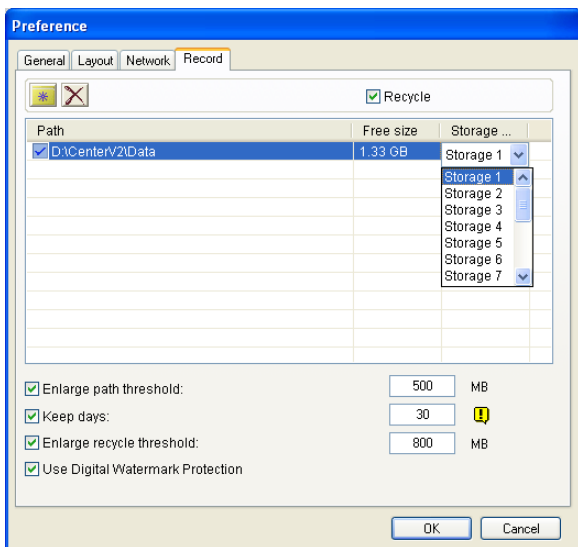 Preference
General Layout Network Record
Recycle
Path Free size Storage ...
D:\CenterV2\Data 1.33 GB Storage 1
Storage 1
Storage 2
Storage 3
Storage 4
Storage 5
Storage 6
Storage 7
Enlarge path threshold: 500 MB
Keep days: 30
Enlarge recycle threshold: 800 MB
Use Digital Watermark Protection
OK Cancel